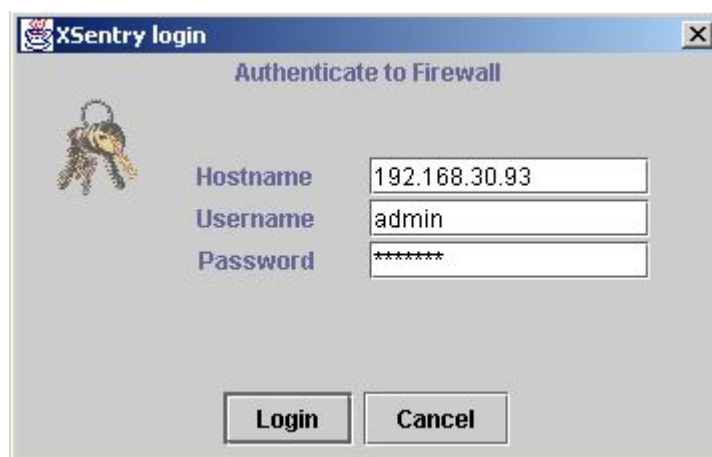 XSentry login
Authenticate to Firewall
Hostname 192.168.30.93
Username admin
Password *******
Login Cancel